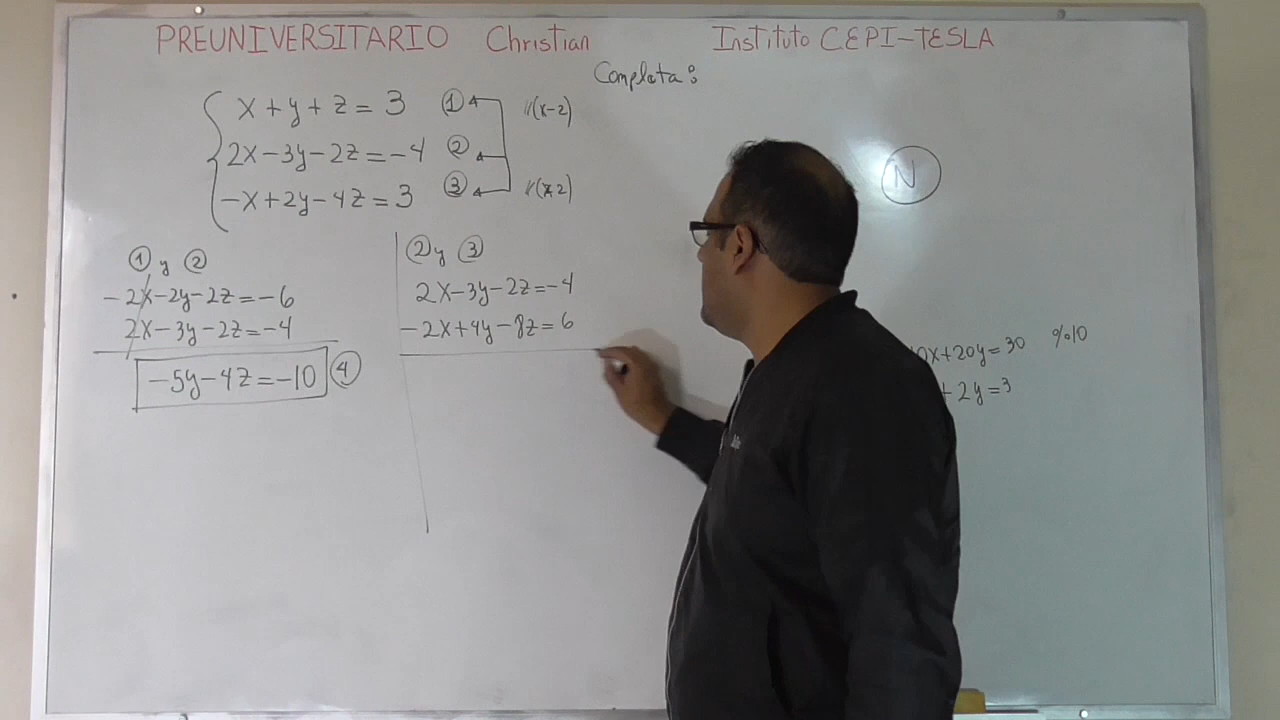 PREUNIVERSITARIO Christian Instituto CEPI-TESLA
Completa:
x + y + z = 3 ① //(x-2)
2x-3y-2z=-4 ②
-x+2y-4z=3 ③ //(x2)
N
① y ②
-2x-2y-2z=-6
2x-3y-2z=-4
-5y-4z=-10 ④
② y ③
2x-3y-2z=-4
-2x+4y-8z=6
10x+20y=30 %10
+ 2y=3